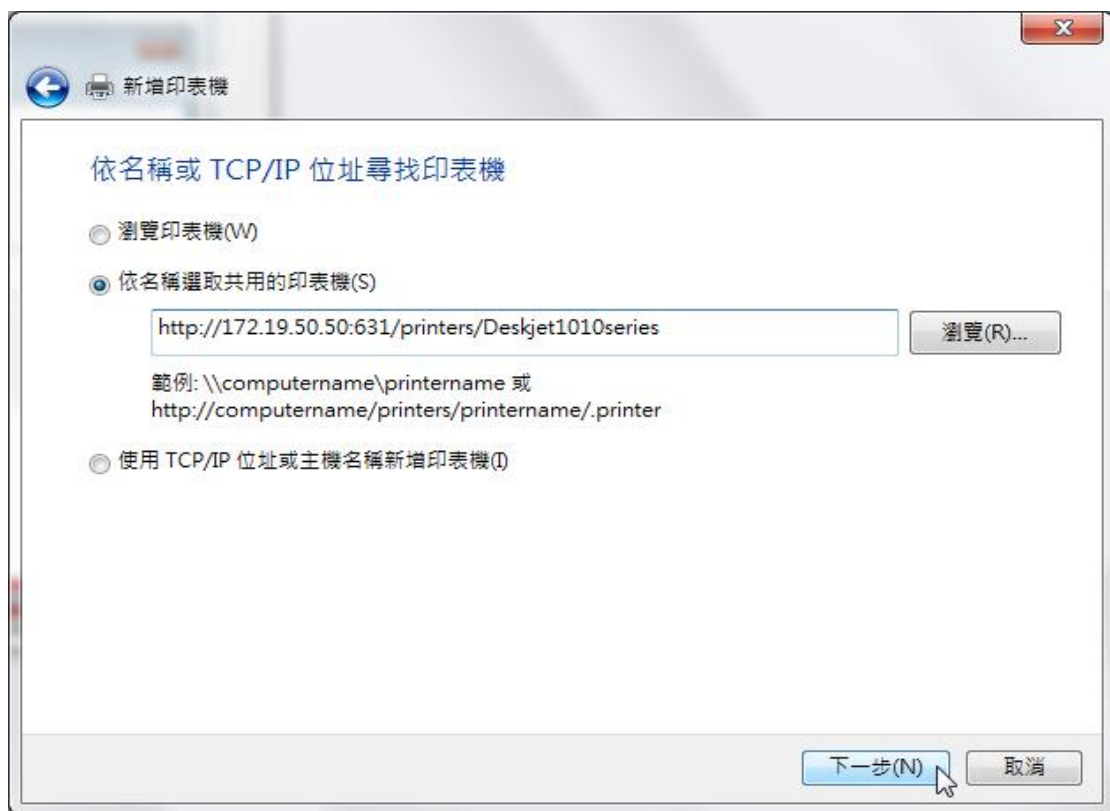 新增印表機
依名稱或 TCP/IP 位址尋找印表機
瀏覽印表機(W)
依名稱選取共用的印表機(S)
http://172.19.50.50:631/printers/Deskjet1010series
瀏覽(R)...
範例: \\computername\printername 或
http://computername/printers/printername/.printer
使用 TCP/IP 位址或主機名稱新增印表機(I)
下一步(N)
取消